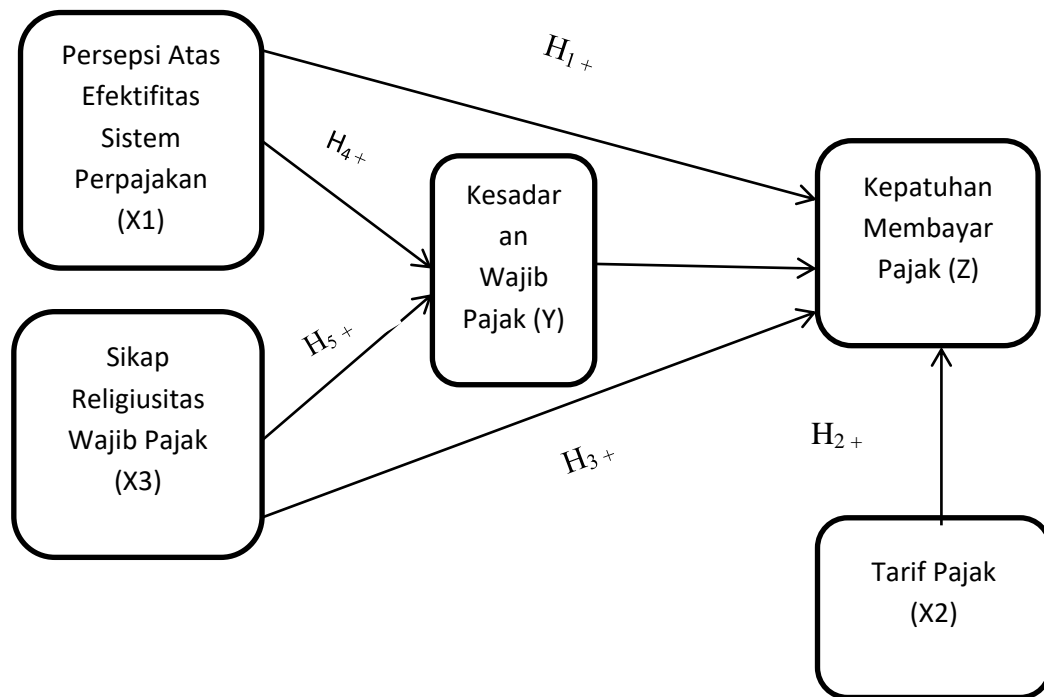 Persepsi Atas
Efektifitas
Sistem
Perpajakan
(X1)
H1 +
H4 +
Kesadar
an
Wajib
Pajak (Y)
Kepatuhan
Membayar
Pajak (Z)
Sikap
Religiusitas
Wajib Pajak
(X3)
H5 +
H3 +
H2 +
Tarif Pajak
(X2)